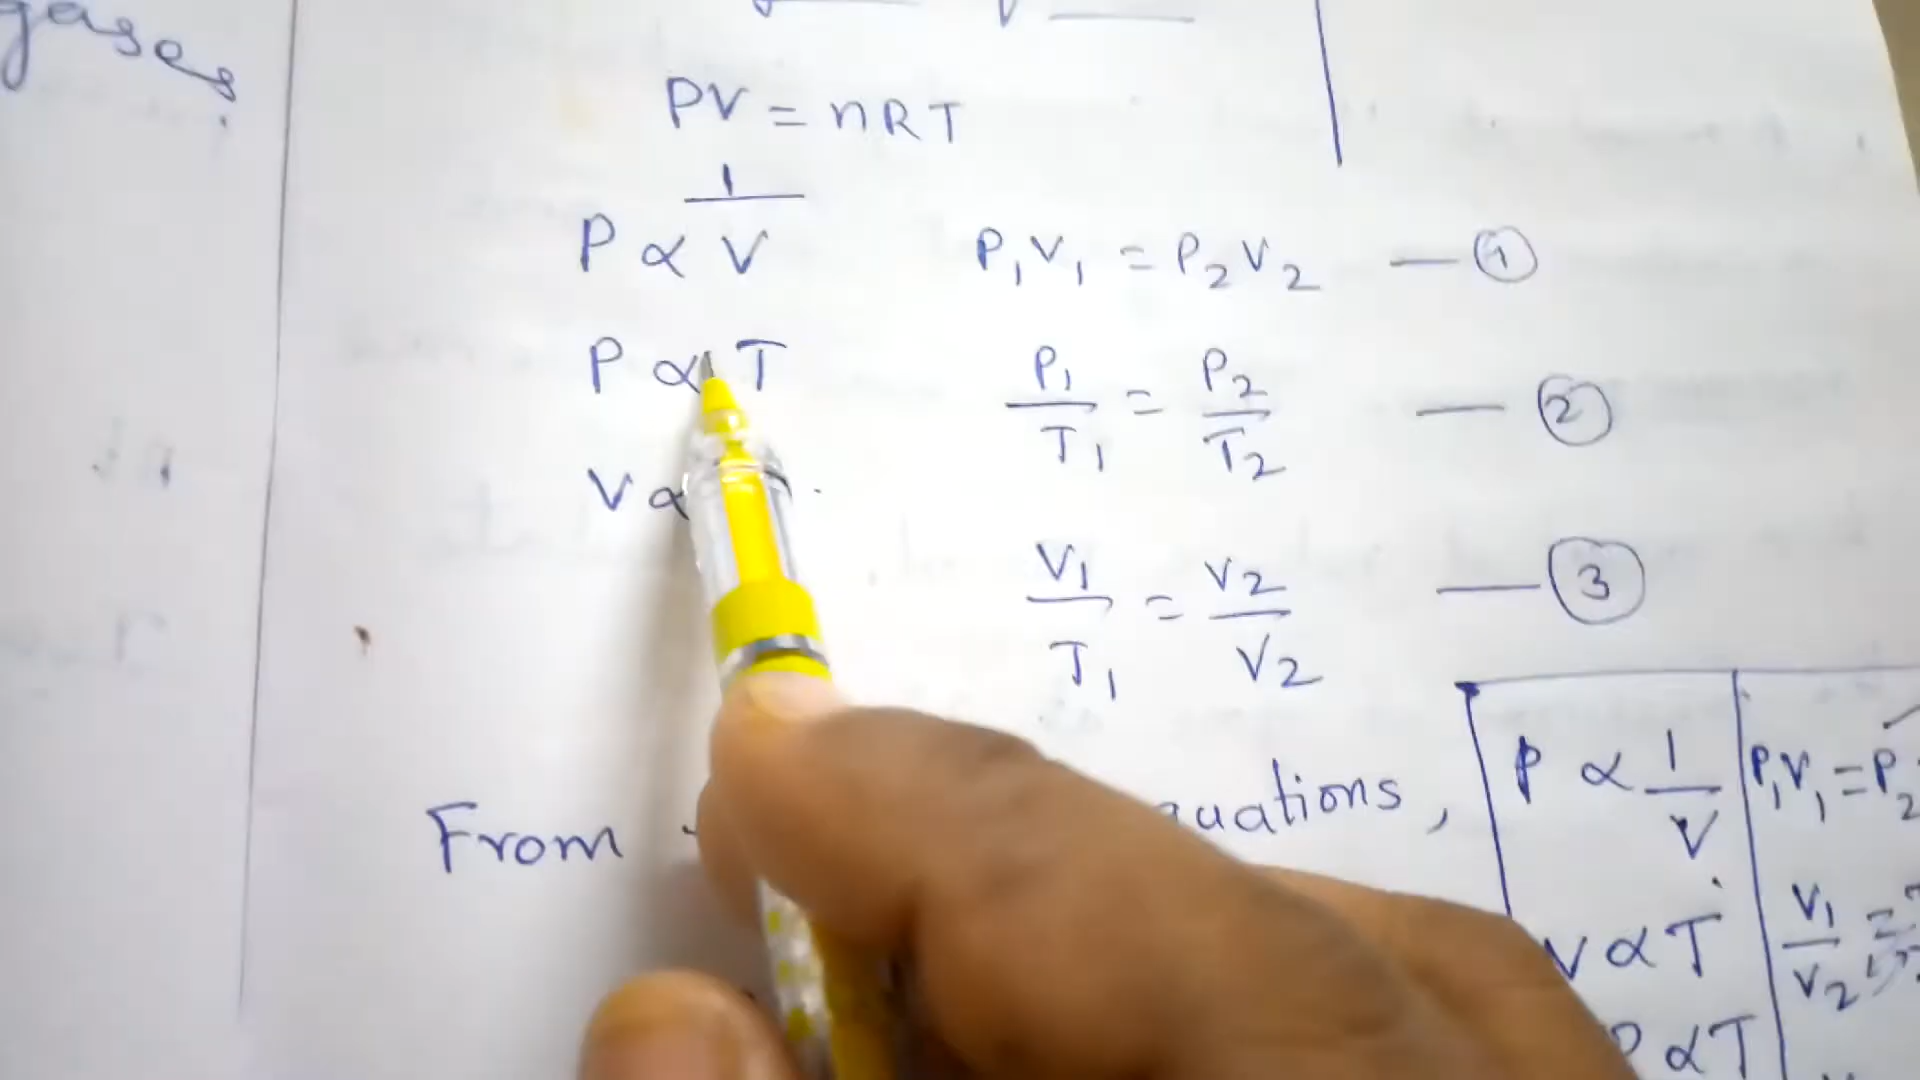 gases.
PV = nRT
P ∝ 1/V
P₁V₁ = P₂V₂ — ①
P ∝ T
P₁/T₁ = P₂/T₂ — ②
V ∝
V₁/T₁ = V₂/V₂ — ③
From
quations,
P ∝ 1/V
P₁V₁ = P₂
V ∝ T
V₁/V₂ =
P ∝ T